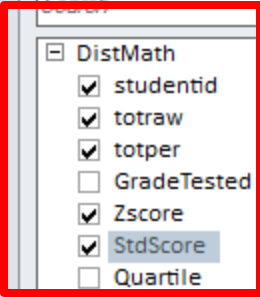 DistMath
studentid
totraw
totper
GradeTested
Zscore
StdScore
Quartile